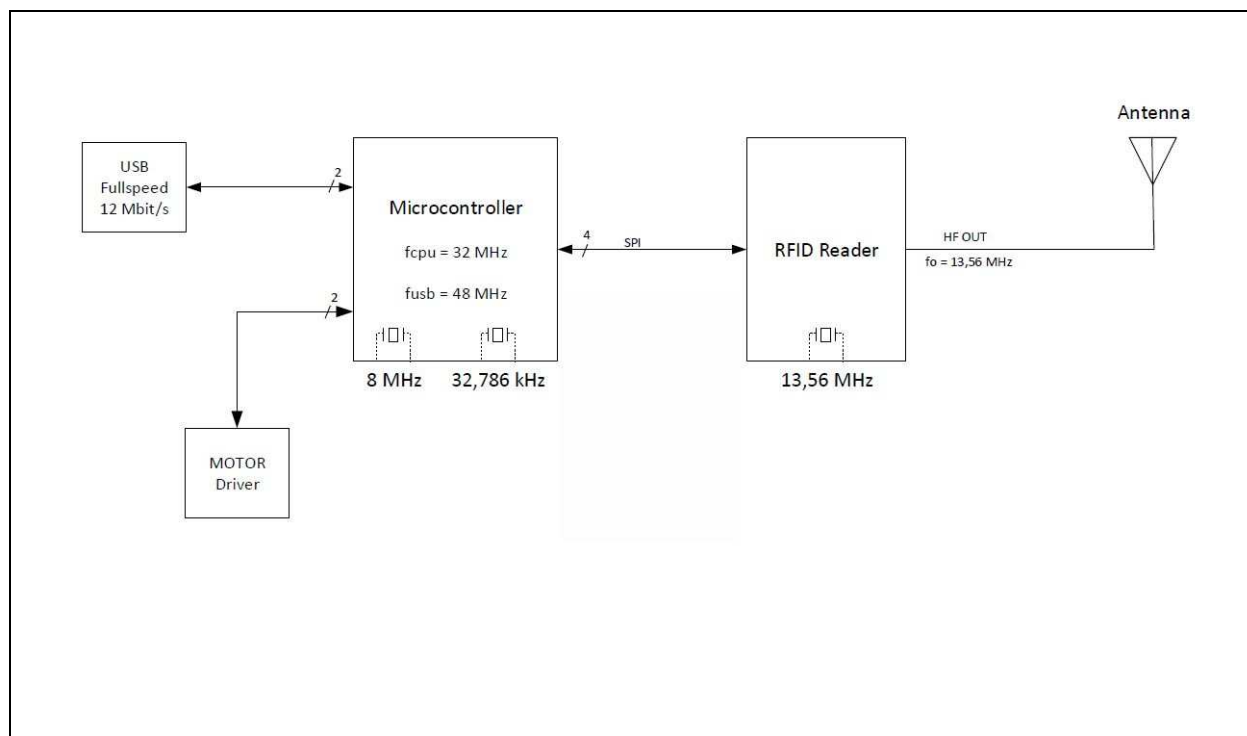 Antenna
USB
Fullspeed
12 Mbit/s
2
Microcontroller
fcpu = 32 MHz
fusb = 48 MHz
4
SPI
RFID Reader
HF OUT
fo = 13,56 MHz
2
8 MHz
32,786 kHz
13,56 MHz
MOTOR
Driver